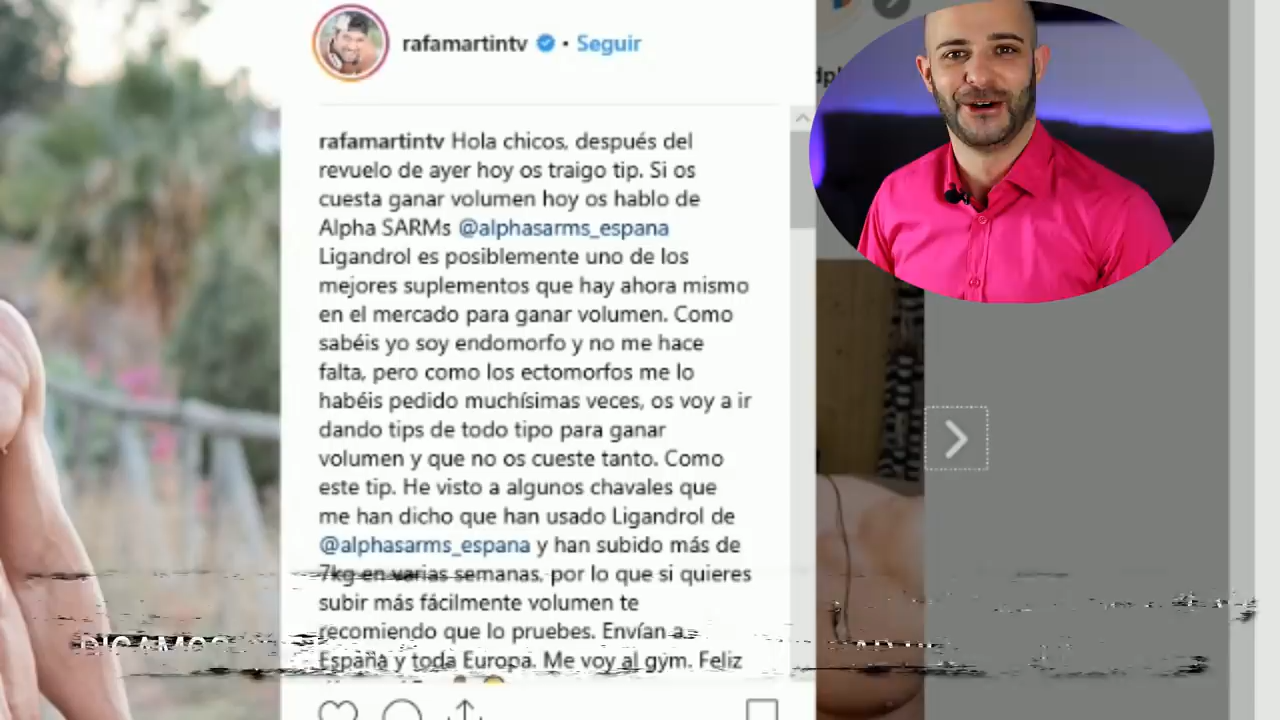 rafamartintv • Seguir
rafamartintv Hola chicos, después del
revuelo de ayer hoy os traigo tip. Si os
cuesta ganar volumen hoy os hablo de
Alpha SARMs @alphasarms_espana
Ligandrol es posiblemente uno de los
mejores suplementos que hay ahora mismo
en el mercado para ganar volumen. Como
sabéis yo soy endomorfo y no me hace
falta, pero como los ectomorfos me lo
habéis pedido muchísimas veces, os voy a ir
dando tips de todo tipo para ganar
volumen y que no os cueste tanto. Como
este tip. He visto a algunos chavales que
me han dicho que han usado Ligandrol de
@alphasarms_espana y han subido más de
7kg en varias semanas, por lo que si quieres
subir más fácilmente volumen te
recomiendo que lo pruebes. Envían a
España y toda Europa. Me voy al gym. Feliz
DIGAMOS